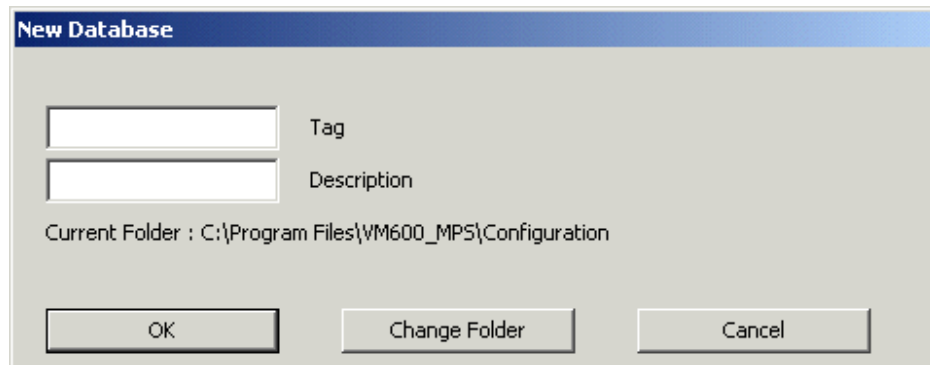 New Database
Tag
Description
Current Folder : C:\Program Files\VM600_MPS\Configuration
OK Change Folder Cancel